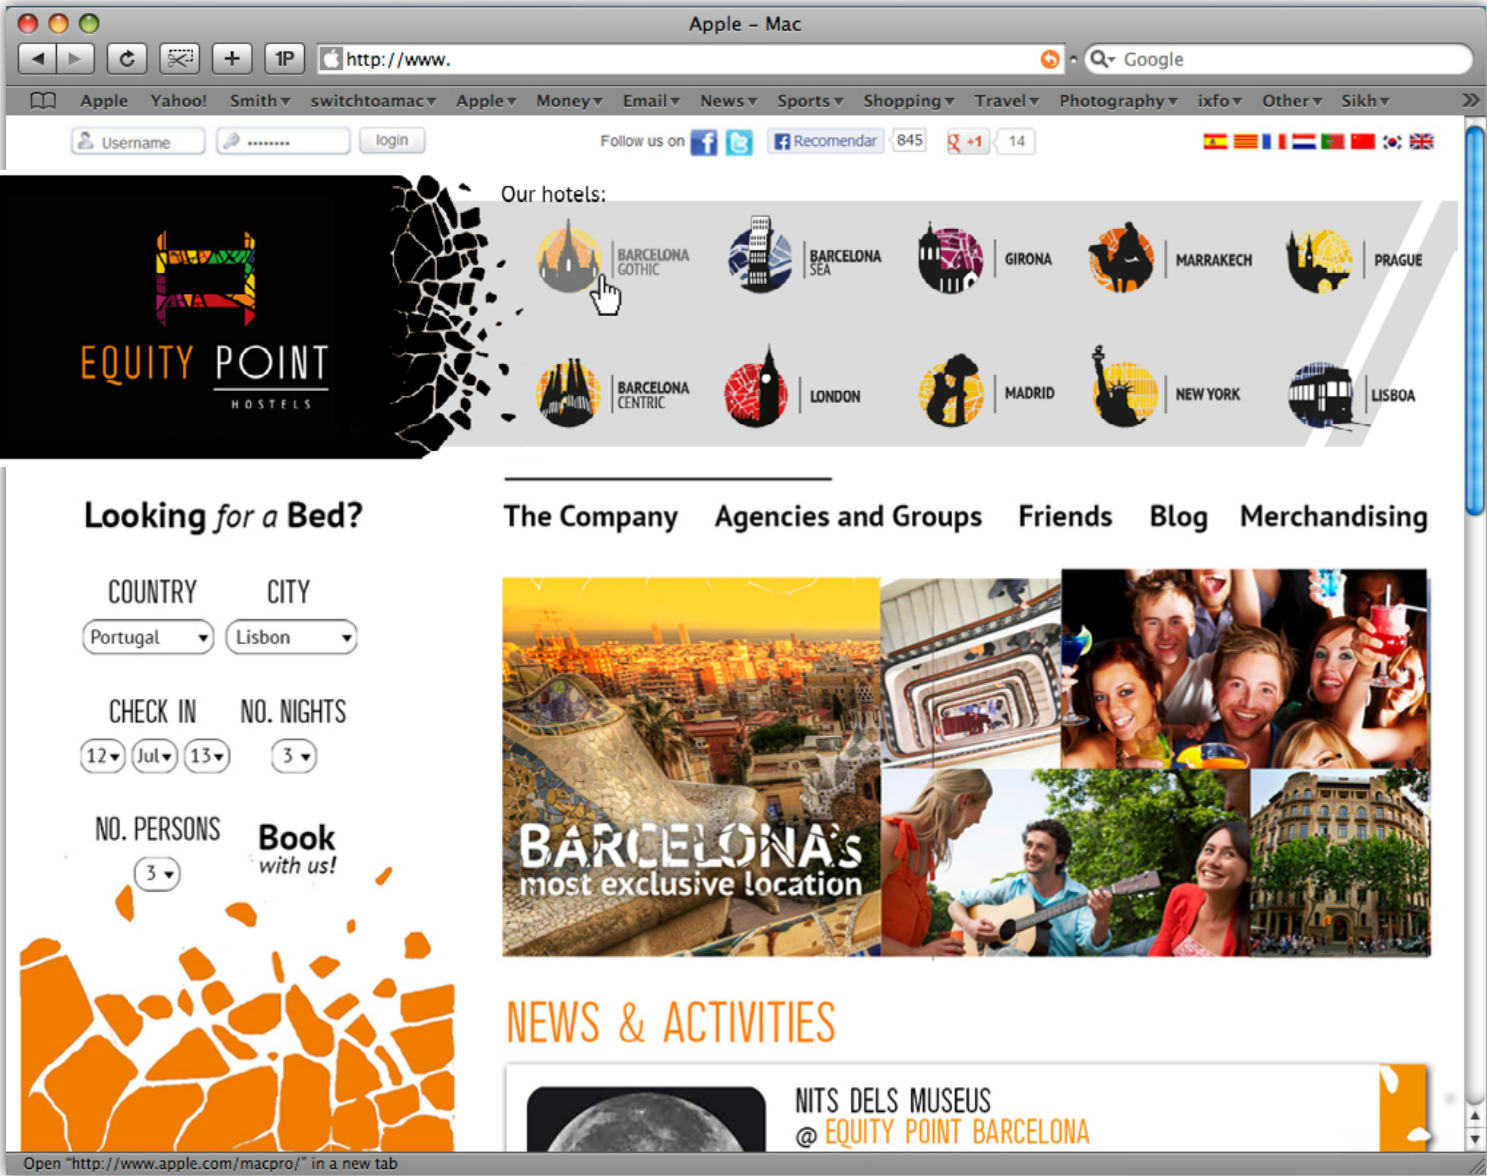 Apple – Mac
1P
http://www.
Google
Apple Yahoo! Smith switchtoamac Apple Money Email News Sports Shopping Travel Photography ixfo Other Sikh
Username
••••••••
login
Follow us on
Recomendar 845
+1 14
Our hotels:
BARCELONA
GOTHIC
BARCELONA
SEA
GIRONA
MARRAKECH
PRAGUE
EQUITY POINT
HOSTELS
BARCELONA
CENTRIC
LONDON
MADRID
NEW YORK
LISBOA
Looking for a Bed?
The Company Agencies and Groups Friends Blog Merchandising
COUNTRY CITY
Portugal Lisbon
CHECK IN NO. NIGHTS
12 Jul 13 3
NO. PERSONS
3
Book
with us!
BARCELONA's
most exclusive location
NEWS & ACTIVITIES
NITS DELS MUSEUS
@ EQUITY POINT BARCELONA
Open "http://www.apple.com/macpro/" in a new tab